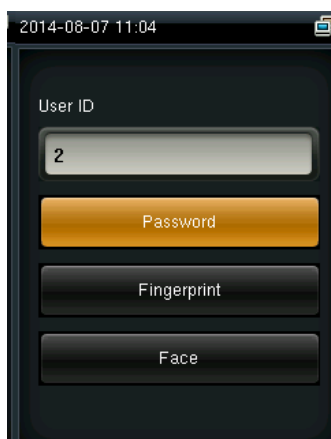 2014-08-07 11:04
User ID
2
Password
Fingerprint
Face